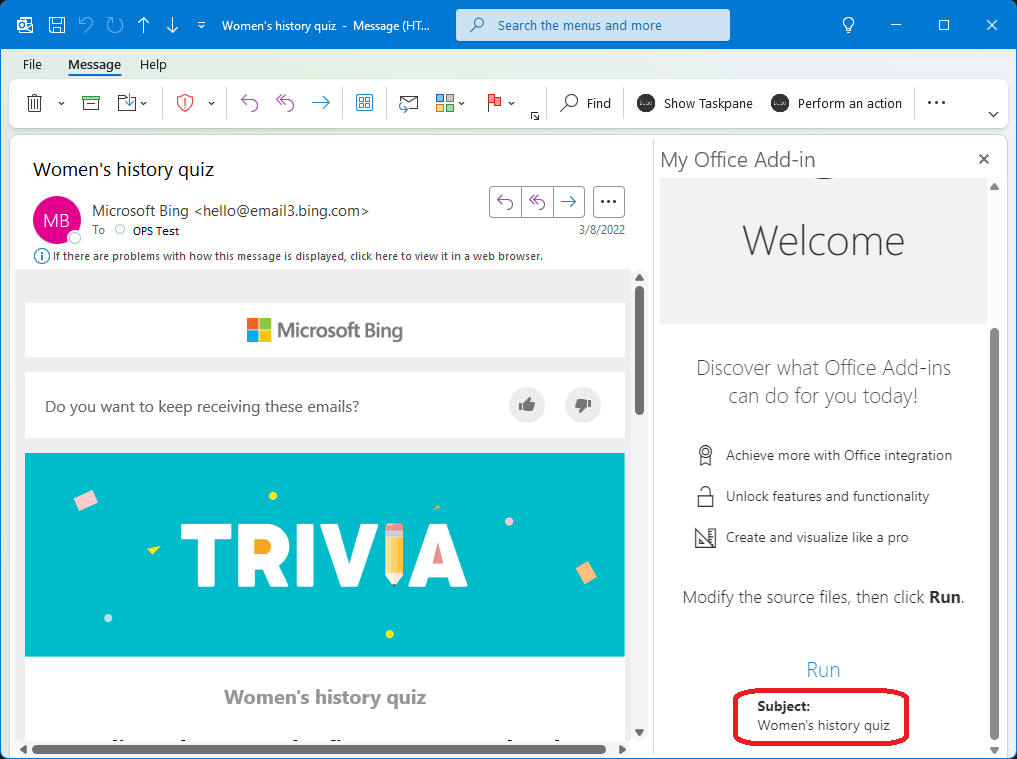 Women's history quiz - Message (HT...
Search the menus and more
File Message Help
Find
Show Taskpane
Perform an action
Women's history quiz
MB
Microsoft Bing <hello@email3.bing.com>
To OPS Test
3/8/2022
If there are problems with how this message is displayed, click here to view it in a web browser.
Microsoft Bing
Do you want to keep receiving these emails?
TRIVIA
Women's history quiz
My Office Add-in
Welcome
Discover what Office Add-ins
can do for you today!
Achieve more with Office integration
Unlock features and functionality
Create and visualize like a pro
Modify the source files, then click Run.
Run
Subject:
Women's history quiz